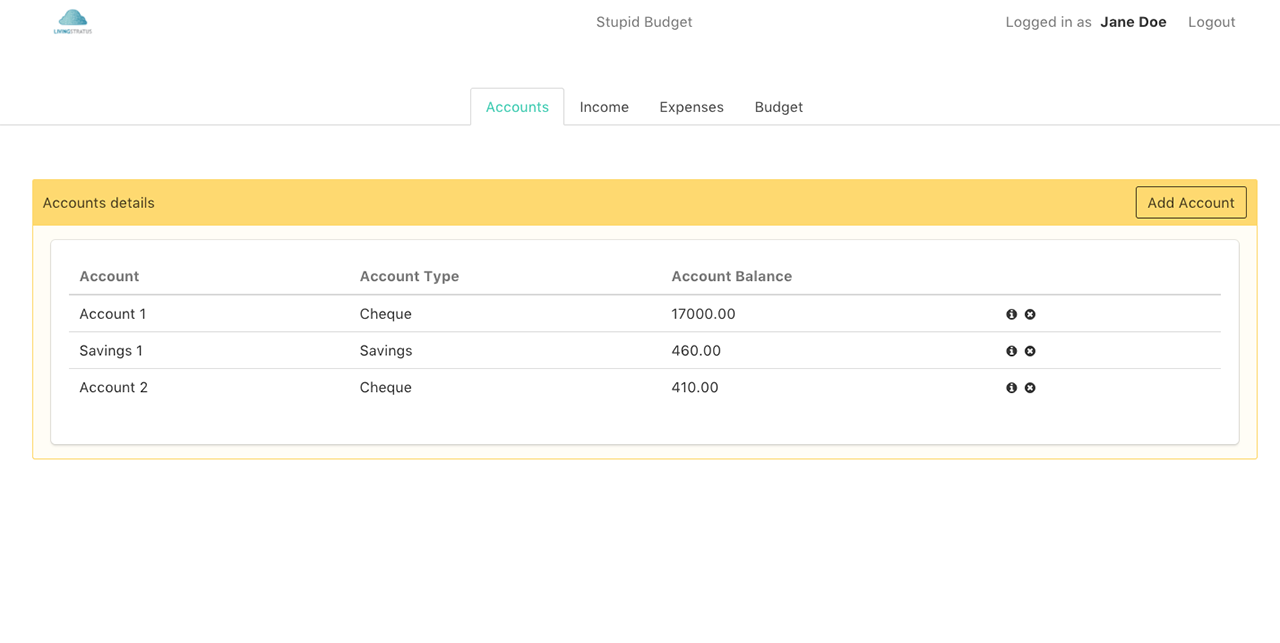 LIVINGSTRATUS
Stupid Budget
Logged in as Jane Doe Logout
Accounts Income Expenses Budget
Accounts details
Add Account
Account Account Type Account Balance
Account 1 Cheque 17000.00
Savings 1 Savings 460.00
Account 2 Cheque 410.00